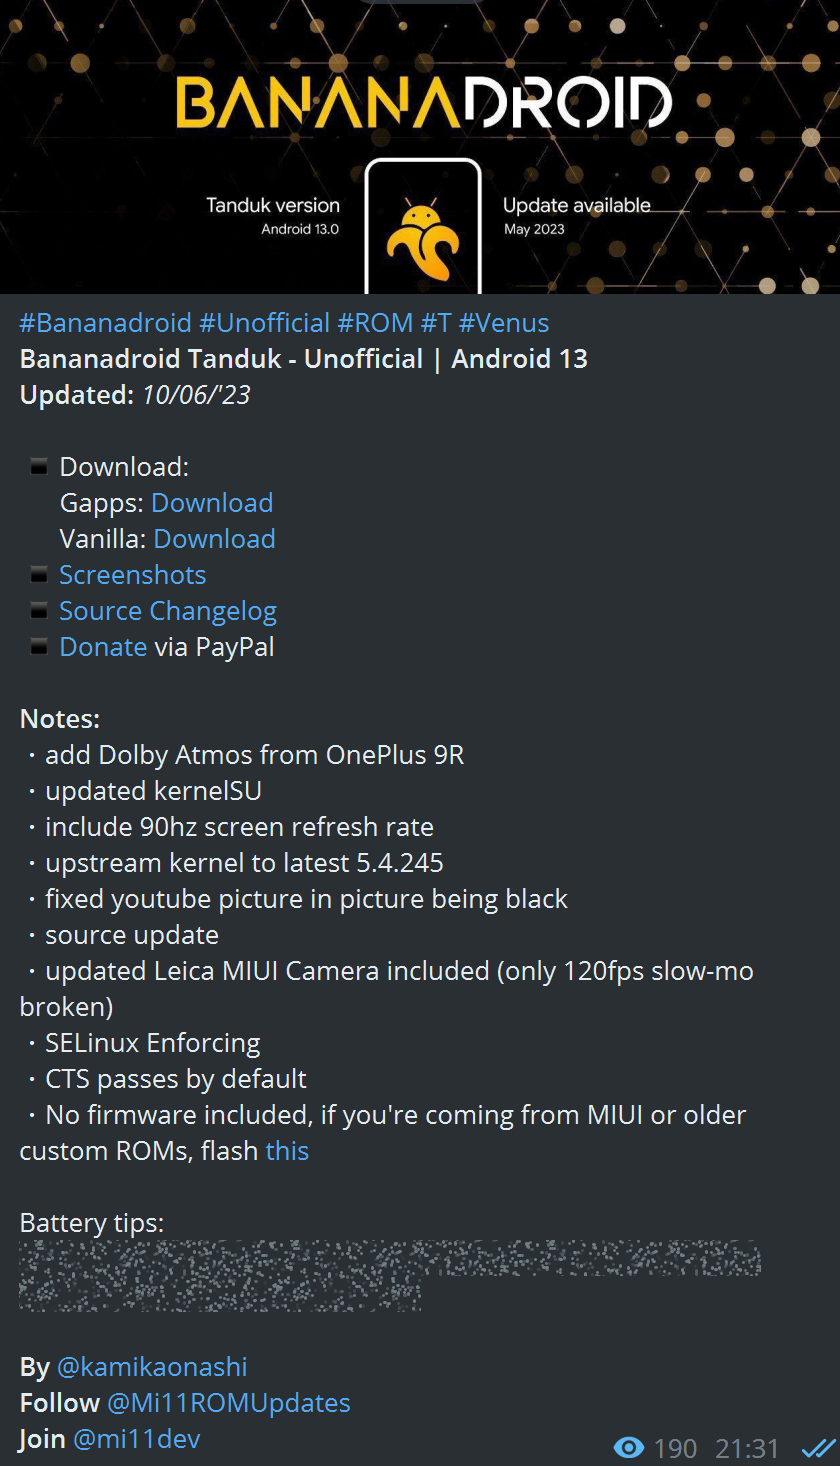 BANANADROID
Tanduk version
Android 13.0
Update available
May 2023
#Bananadroid #Unofficial #ROM #T #Venus
Bananadroid Tanduk - Unofficial | Android 13
Updated: 10/06/'23
▪️ Download:
Gapps: Download
Vanilla: Download
▪️ Screenshots
▪️ Source Changelog
▪️ Donate via PayPal
Notes:
· add Dolby Atmos from OnePlus 9R
· updated kernelSU
· include 90hz screen refresh rate
· upstream kernel to latest 5.4.245
· fixed youtube picture in picture being black
· source update
· updated Leica MIUI Camera included (only 120fps slow-mo
broken)
· SELinux Enforcing
· CTS passes by default
· No firmware included, if you're coming from MIUI or older
custom ROMs, flash this
Battery tips:
By @kamikaonashi
Follow @Mi11ROMUpdates
Join @mi11dev
190 21:31